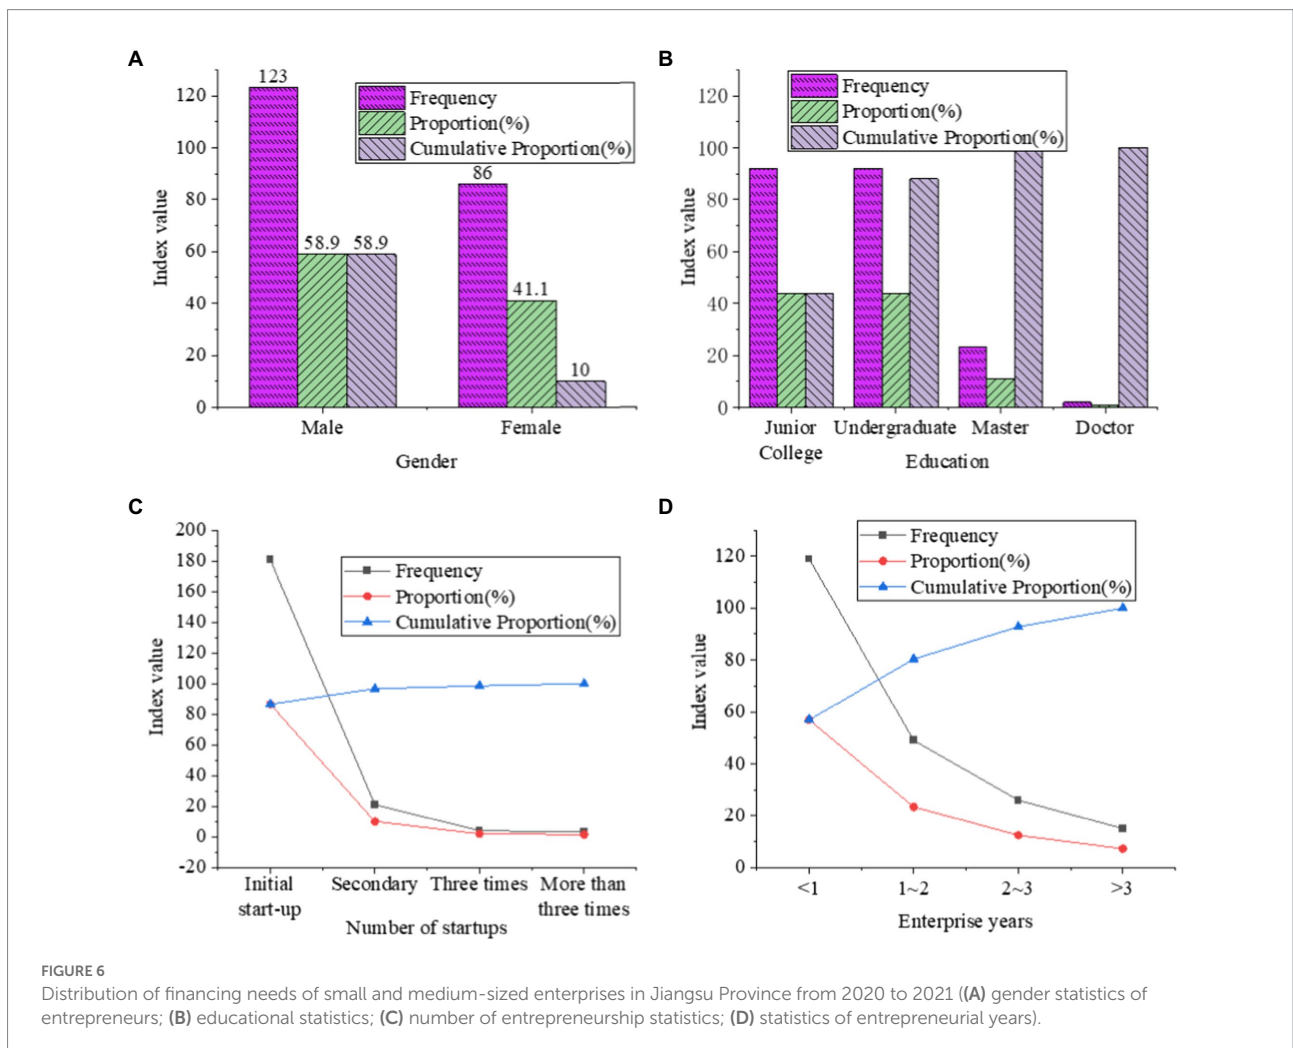 A
123
120
100
80
60
40
20
0
Index value
Frequency
Proportion(%)
Cumulative Proportion(%)
58.9
58.9
86
41.1
10
Male
Female
Gender
B
120
100
80
60
40
20
0
Index value
Frequency
Proportion(%)
Cumulative Proportion(%)
Junior College
Undergraduate
Master
Doctor
Education
C
200
180
160
140
120
100
80
60
40
20
0
-20
Index value
Frequency
Proportion(%)
Cumulative Proportion(%)
Initial start-up
Secondary
Three times
More than three times
Number of startups
D
120
100
80
60
40
20
0
Index value
Frequency
Proportion(%)
Cumulative Proportion(%)
<1
1~2
2~3
>3
Enterprise years
FIGURE 6
Distribution of financing needs of small and medium-sized enterprises in Jiangsu Province from 2020 to 2021 ((A) gender statistics of
entrepreneurs; (B) educational statistics; (C) number of entrepreneurship statistics; (D) statistics of entrepreneurial years).